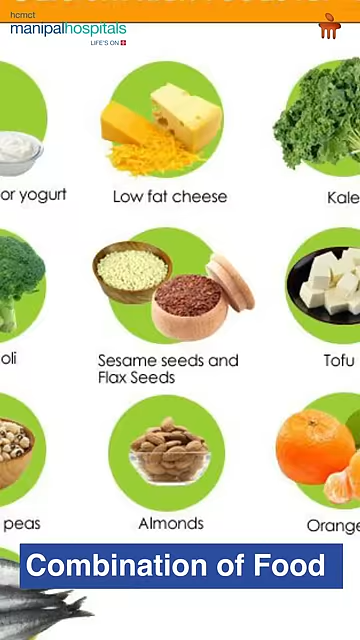 hcmct
manipalhospitals
LIFE'S ON
or yogurt
Low fat cheese
Kale
oli
Sesame seeds and
Flax Seeds
Tofu
peas
Almonds
Orange
Combination of Food